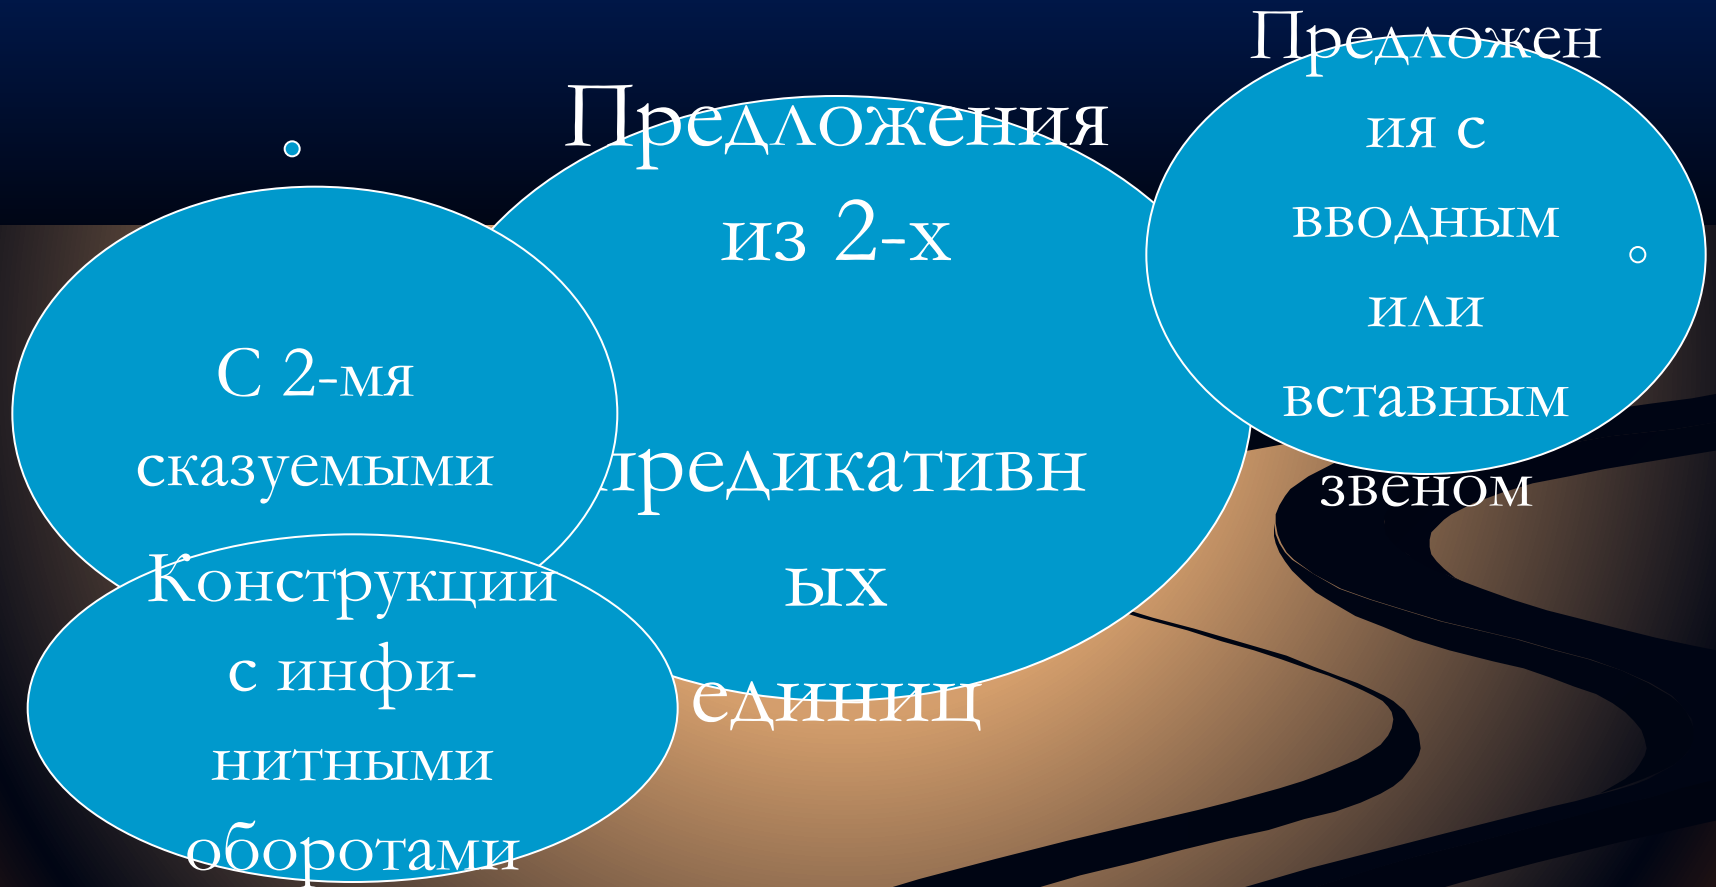 Предложения
из 2-х
предикативн
ых
единиц
С 2-мя
сказуемыми
Конструкции
с инфи-
нитными
оборотами
Предложен
ия с
вводным
или
вставным
звеном